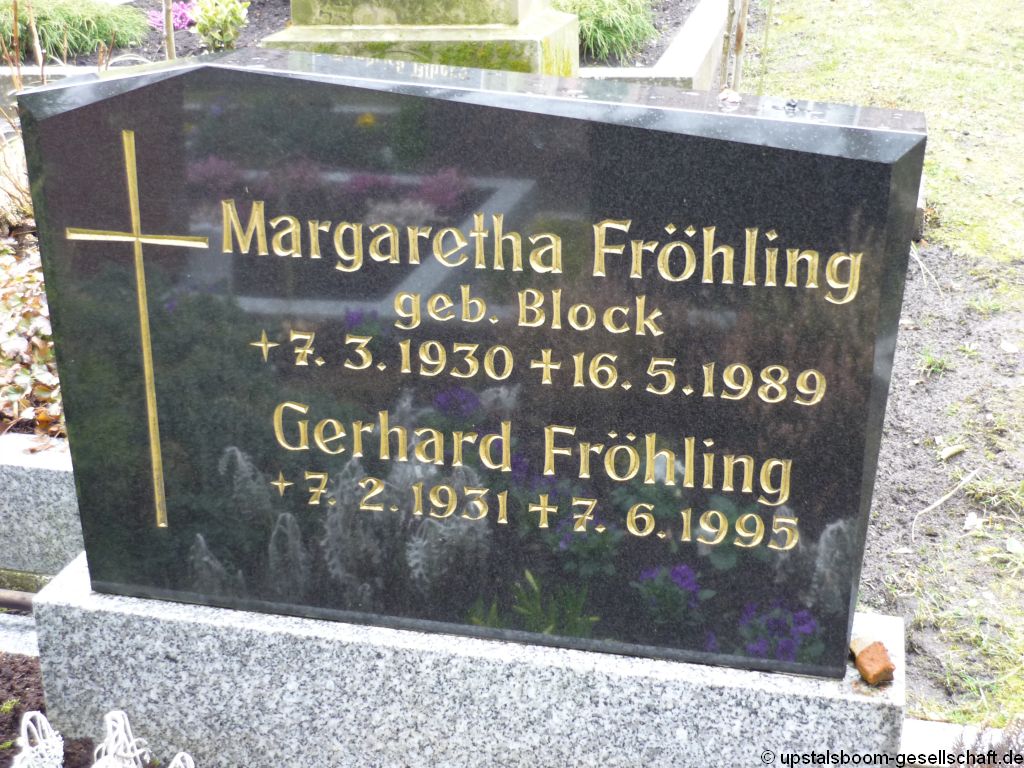 Margaretha Fröhling
geb. Block
+7. 3. 1930 +16. 5. 1989
Gerhard Fröhling
+7. 2. 1931 +7. 6. 1995
© upstalsboom-gesellschaft.de